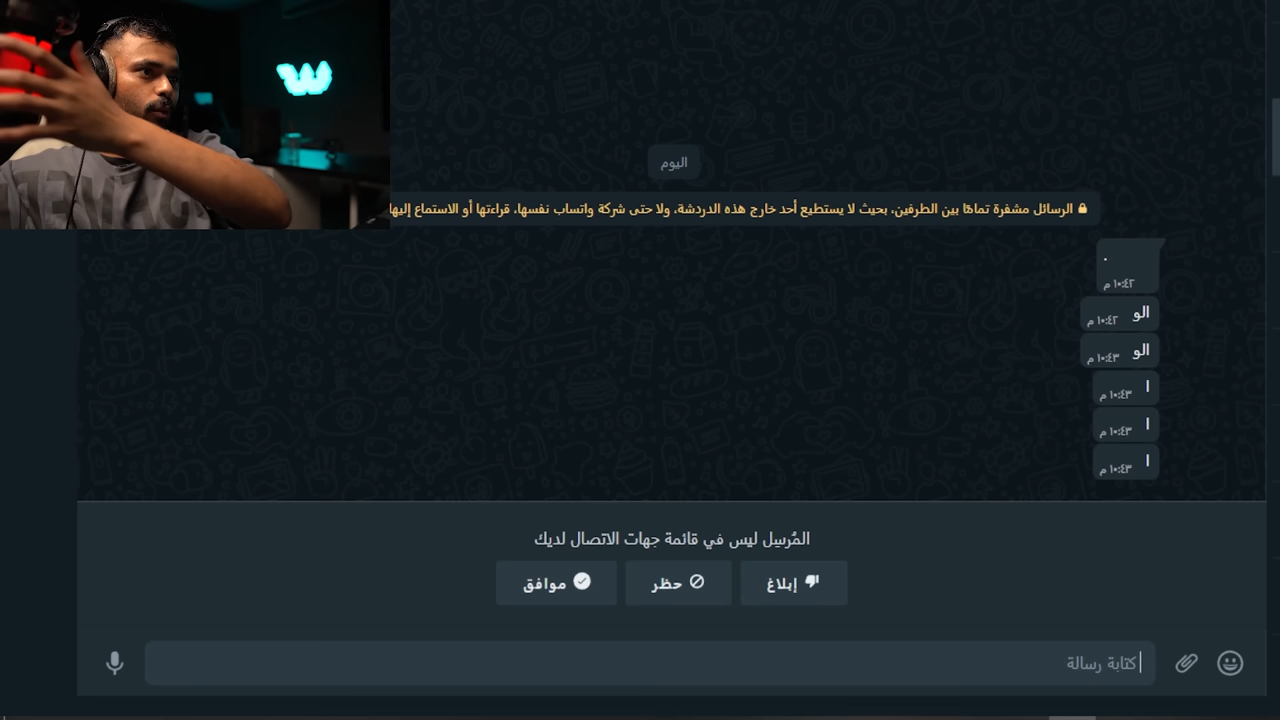 W
اليوم
الرسائل مشفرة تمامًا بين الطرفين، بحيث لا يستطيع أحد خارج هذه الدردشة، ولا حتى شركة واتساب نفسها، قراءتها أو الاستماع إليها
.
١٠:٤٢ م
الو
١٠:٤٢ م
الو
١٠:٤٣ م
ا
١٠:٤٣ م
ا
١٠:٤٣ م
ا
١٠:٤٣ م
المُرسِل ليس في قائمة جهات الاتصال لديك
إبلاغ
حظر
موافق
كتابة رسالة